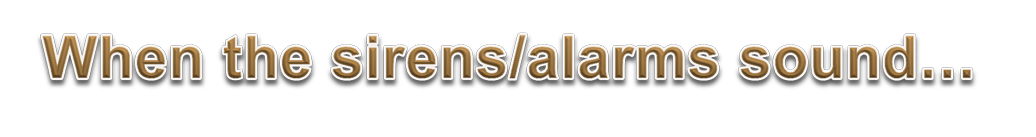 When the sirens/alarms sound…